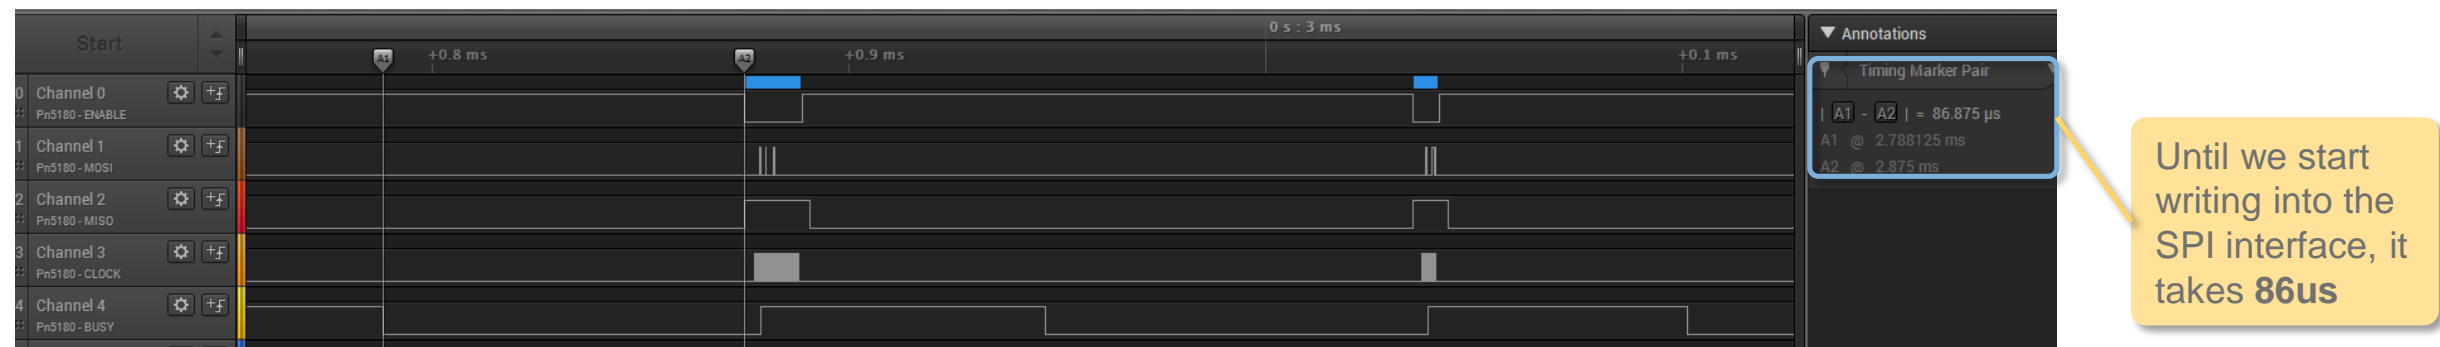 Start
0 s : 3 ms
+0.8 ms
+0.9 ms
+0.1 ms
A1
A2
0 Channel 0
Pn5180 - ENABLE
1 Channel 1
Pn5180 - MOSI
2 Channel 2
Pn5180 - MISO
3 Channel 3
Pn5180 - CLOCK
4 Channel 4
Pn5180 - BUSY
Annotations
Timing Marker Pair
| A1 - A2 | = 86.875 µs
A1 @ 2.788125 ms
A2 @ 2.875 ms
Until we start
writing into the
SPI interface, it
takes 86us